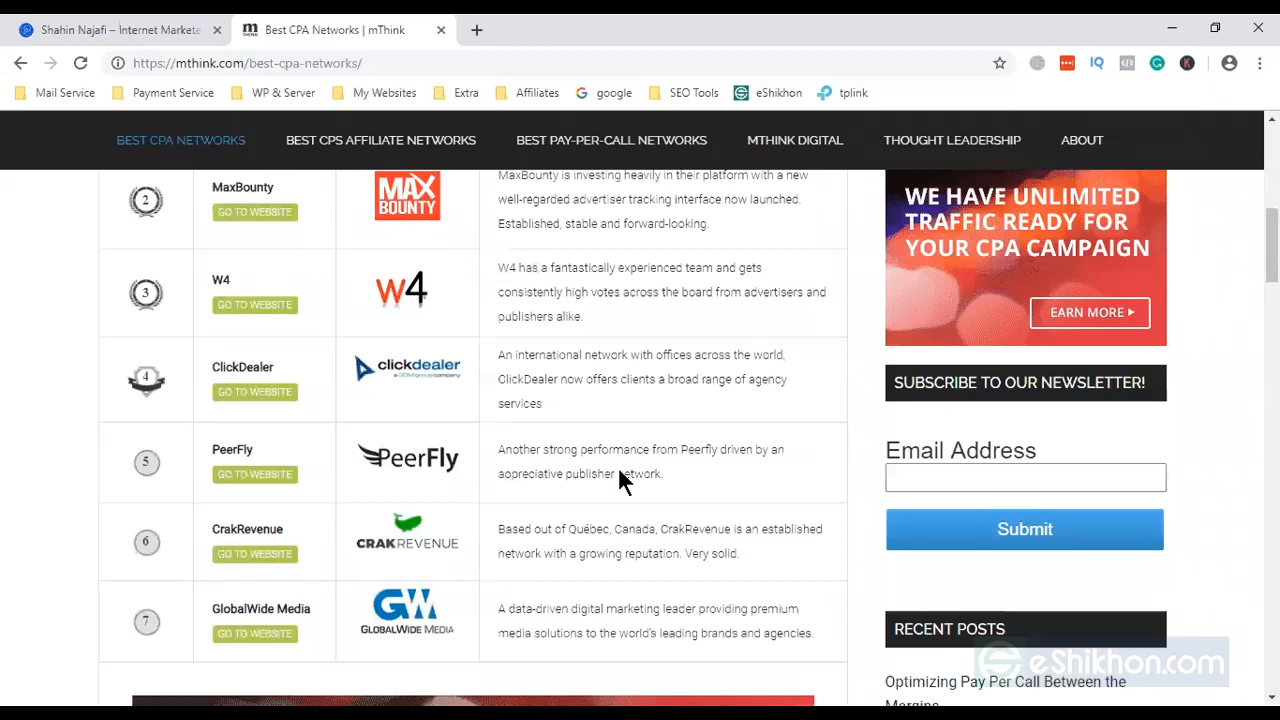 Shahin Najafi – Internet Markete
Best CPA Networks | mThink
https://mthink.com/best-cpa-networks/
Mail Service
Payment Service
WP & Server
My Websites
Extra
Affiliates
google
SEO Tools
eShikhon
tplink
BEST CPA NETWORKS
BEST CPS AFFILIATE NETWORKS
BEST PAY-PER-CALL NETWORKS
MTHINK DIGITAL
THOUGHT LEADERSHIP
ABOUT
2
MaxBounty
GO TO WEBSITE
MAX
BOUNTY
MaxBounty is investing heavily in their platform with a new
well-regarded advertiser tracking interface now launched.
Established, stable and forward-looking.
3
W4
GO TO WEBSITE
W4
W4 has a fantastically experienced team and gets
consistently high votes across the board from advertisers and
publishers alike.
4
ClickDealer
GO TO WEBSITE
clickdealer
An international network with offices across the world,
ClickDealer now offers clients a broad range of agency
services
5
PeerFly
GO TO WEBSITE
PeerFly
Another strong performance from Peerfly driven by an
appreciative publisher network.
6
CrakRevenue
GO TO WEBSITE
CRAKREVENUE
Based out of Québec, Canada, CrakRevenue is an established
network with a growing reputation. Very solid.
7
GlobalWide Media
GO TO WEBSITE
GW
GLOBALWIDE MEDIA
A data-driven digital marketing leader providing premium
media solutions to the world's leading brands and agencies.
WE HAVE UNLIMITED
TRAFFIC READY FOR
YOUR CPA CAMPAIGN
EARN MORE
SUBSCRIBE TO OUR NEWSLETTER!
Email Address
Submit
RECENT POSTS
eShikhon.com
Optimizing Pay Per Call Between the
Margins